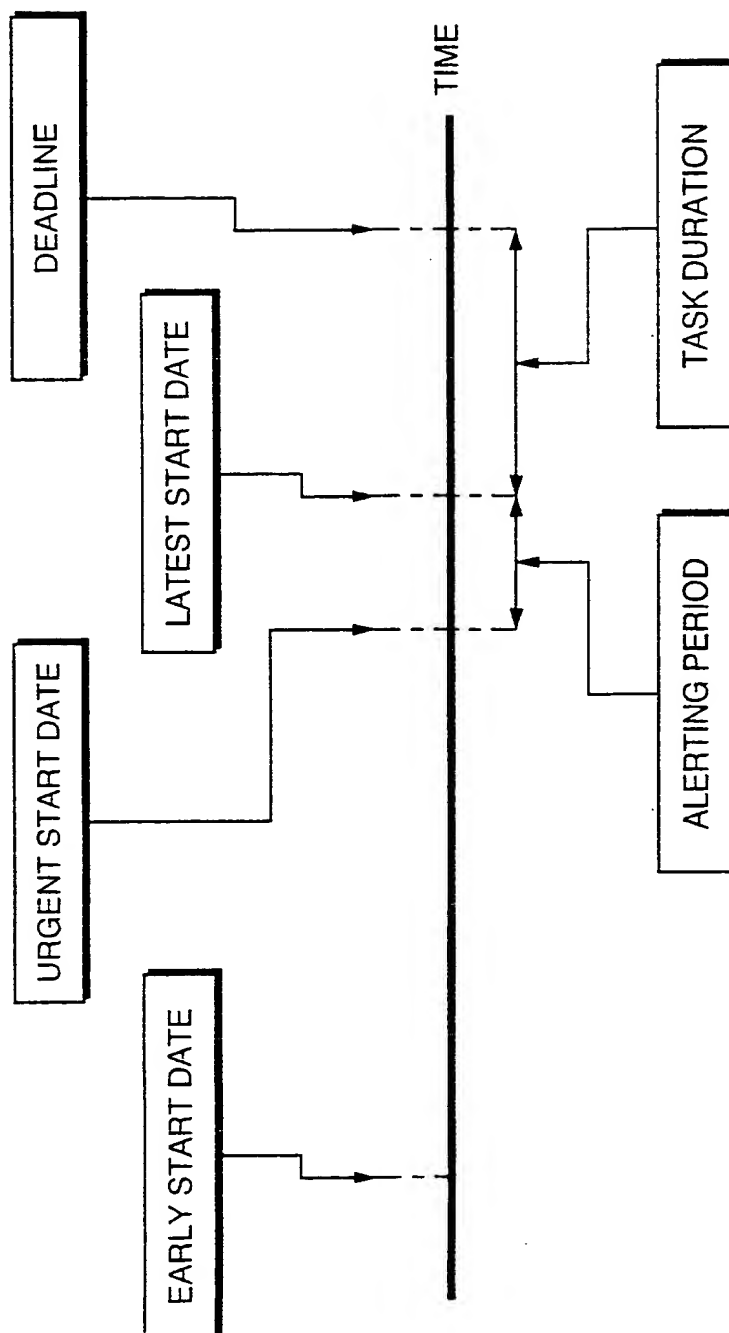 DEADLINE
URGENT START DATE
LATEST START DATE
EARLY START DATE
TIME
ALERTING PERIOD
TASK DURATION